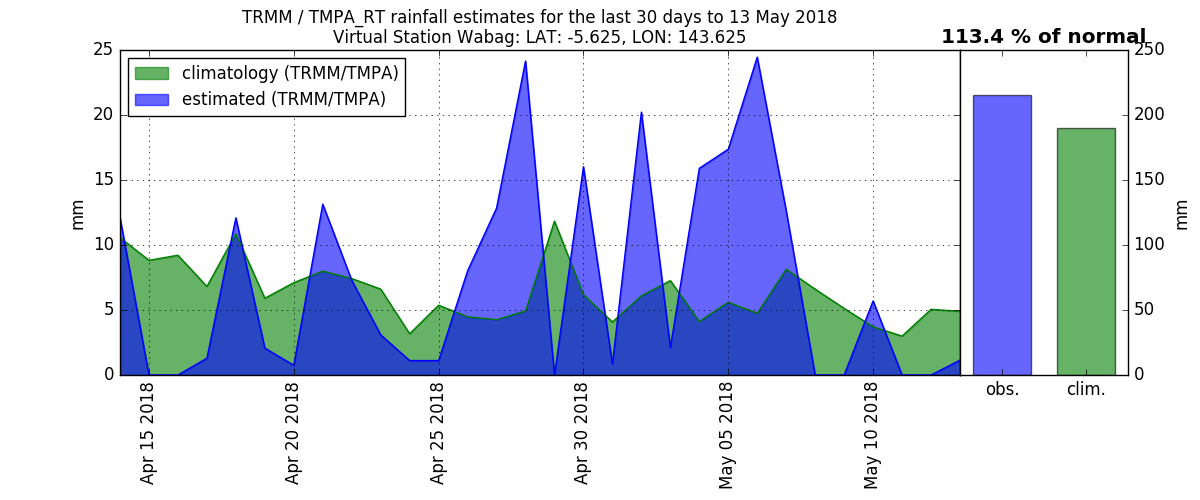 TRMM / TMPA_RT rainfall estimates for the last 30 days to 13 May 2018
Virtual Station Wabag: LAT: -5.625, LON: 143.625
113.4 % of normal
climatology (TRMM/TMPA)
estimated (TRMM/TMPA)
25
20
15
10
5
0
mm
Apr 15 2018
Apr 20 2018
Apr 25 2018
Apr 30 2018
May 05 2018
May 10 2018
250
200
150
100
50
0
mm
obs.
clim.